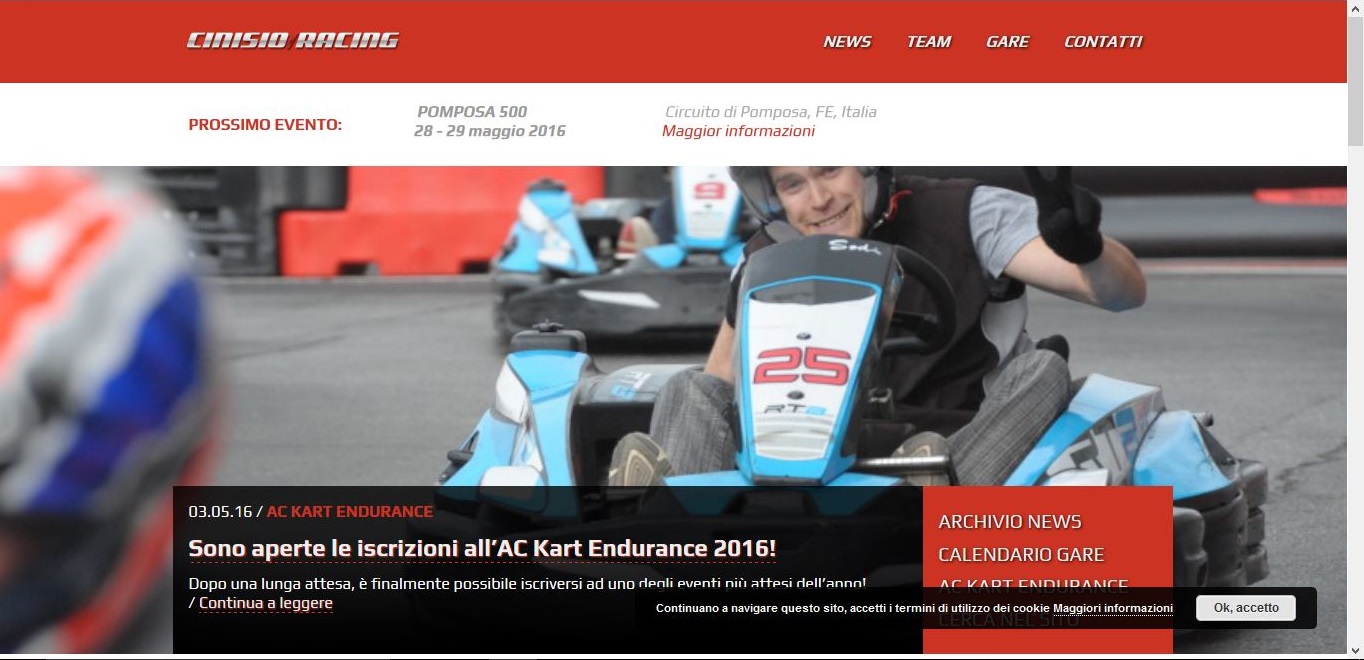 CINISIO/RACING
NEWS TEAM GARE CONTATTI
PROSSIMO EVENTO:
POMPOSA 500
28 - 29 maggio 2016
Circuito di Pomposa, FE, Italia
Maggior informazioni
9
Sodi
25
RT8
03.05.16 / AC KART ENDURANCE
Sono aperte le iscrizioni all’AC Kart Endurance 2016!
Dopo una lunga attesa, è finalmente possibile iscriversi ad uno degli eventi più attesi dell’anno!
/ Continua a leggere
ARCHIVIO NEWS
CALENDARIO GARE
AC KART ENDURANCE
CERCA NEL SITO
Continuano a navigare questo sito, accetti i termini di utilizzo dei cookie Maggiori informazioni
Ok, accetto